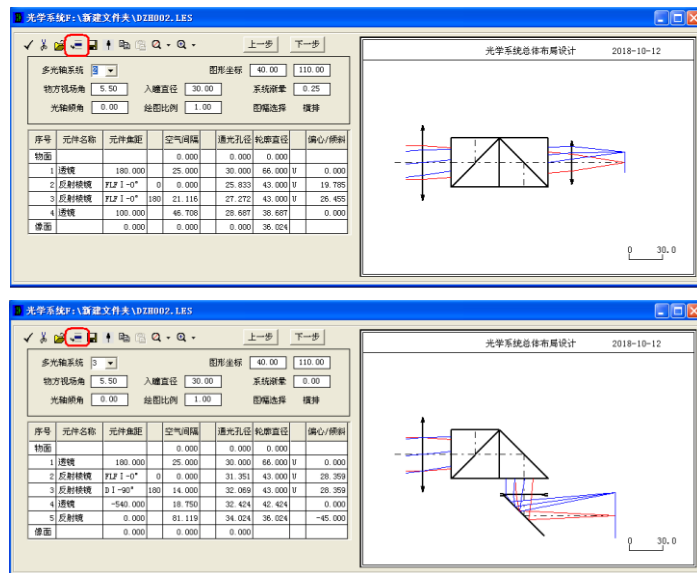 光学系统F:\新建文件夹\DZH002.LES
上一步 下一步
多光轴系统 2 图形坐标 40.00 110.00
物方视场角 5.50 入瞳直径 30.00 系统渐晕 0.25
光轴倾角 0.00 绘图比例 1.00 图幅选择 横排
序号 元件名称 元件焦距 空气间隔 通光孔径 轮廓直径 偏心/倾斜
物面 0.000 0.000 0.000
1 透镜 180.000 25.000 30.000 66.000 U 0.000
2 反射棱镜 FLP I-0° 0 0.000 25.833 43.000 U 19.785
3 反射棱镜 FLP I-0° 180 21.116 27.272 43.000 U 26.455
4 透镜 100.000 46.708 28.687 38.687 0.000
像面 0.000 0.000 0.000 36.024
光学系统总体布局设计 2018-10-12
0 30.0
光学系统F:\新建文件夹\DZH002.LES
上一步 下一步
多光轴系统 3 图形坐标 40.00 110.00
物方视场角 5.50 入瞳直径 30.00 系统渐晕 0.00
光轴倾角 0.00 绘图比例 1.00 图幅选择 横排
序号 元件名称 元件焦距 空气间隔 通光孔径 轮廓直径 偏心/倾斜
物面 0.000 0.000 0.000
1 透镜 180.000 25.000 30.000 66.000 U 0.000
2 反射棱镜 FLP I-0° 0 0.000 31.351 43.000 U 28.359
3 反射棱镜 D I-90° 180 14.000 32.069 43.000 U 28.359
4 透镜 -540.000 18.750 32.424 42.424 0.000
5 反射镜 0.000 81.119 34.024 36.024 -45.000
像面 0.000 0.000 0.000
光学系统总体布局设计 2018-10-12
0 30.0